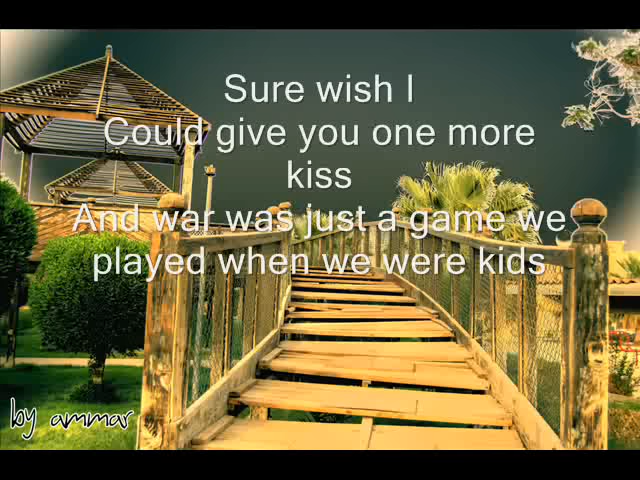 Sure wish I
Could give you one more
kiss
And war was just a game we
played when we were kids
by ammar